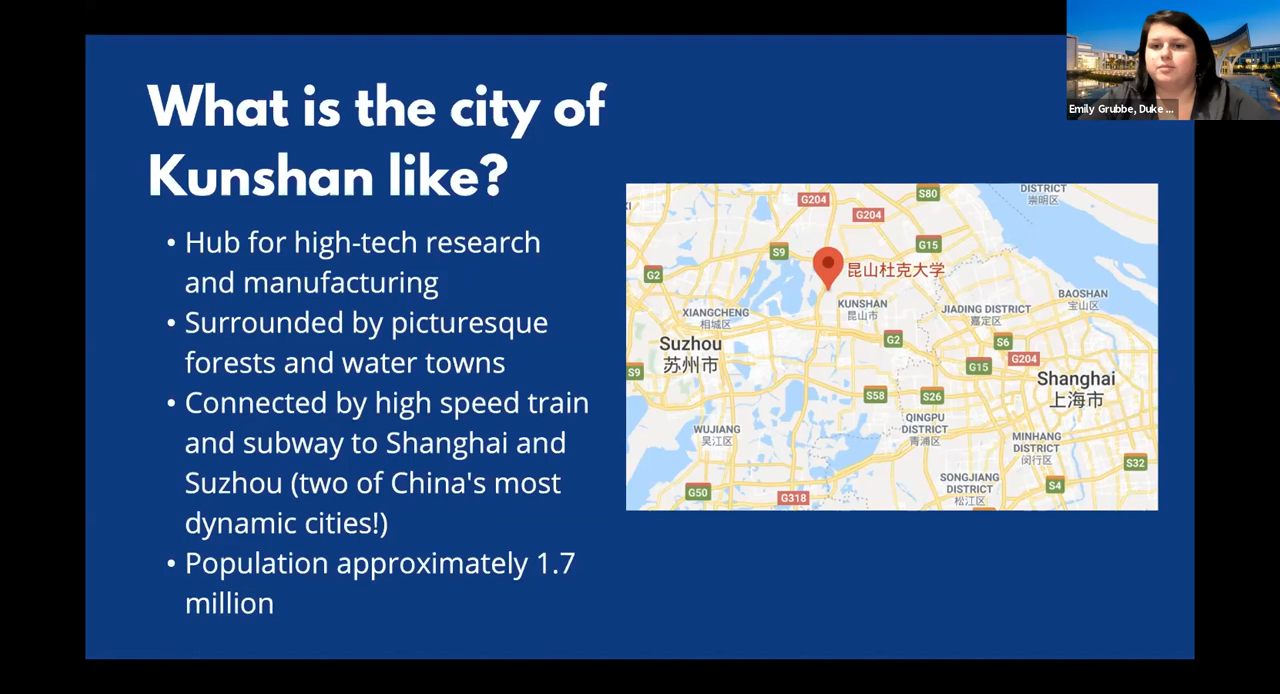 What is the city of
Kunshan like?
• Hub for high-tech research
and manufacturing
• Surrounded by picturesque
forests and water towns
• Connected by high speed train
and subway to Shanghai and
Suzhou (two of China's most
dynamic cities!)
• Population approximately 1.7
million
Emily Grubbe, Duke ...
DISTRICT
崇明区
S80
G204
G204
G15
S9
昆山杜克大学
G2
KUNSHAN
昆山市
BAOSHAN
宝山区
XIANGCHENG
相城区
JIADING DISTRICT
嘉定区
G2
S6
Suzhou
苏州市
G204
G15
S9
Shanghai
上海市
S58
S26
QINGPU
DISTRICT
青浦区
WUJIANG
吴江区
MINHANG
DISTRICT
闵行区
S32
SONGJIANG
DISTRICT
松江区
S4
G50
G318